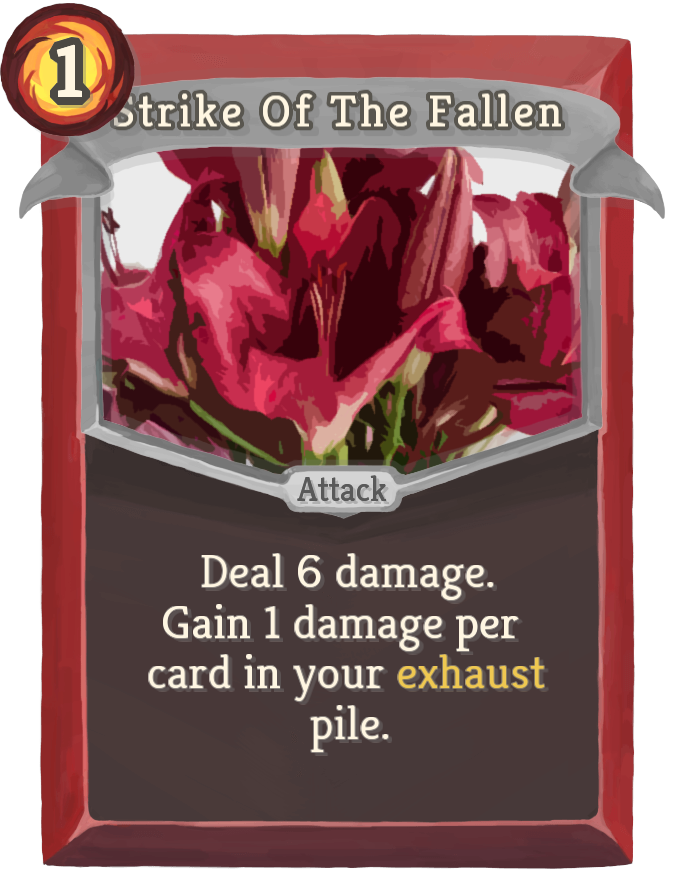 1
Strike Of The Fallen
Attack
Deal 6 damage.
Gain 1 damage per
card in your exhaust
pile.